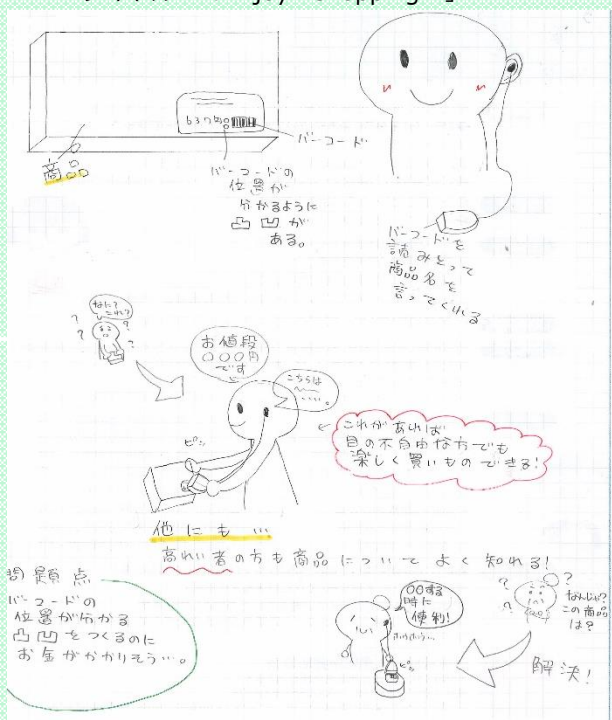 商品
バーコード
バーコードの
位置が
分かるように
凸凹が
ある。
バーコードを
読みとって
商品名を
言ってくれる
なに?
これ?
?
?
?
?
お値段
○○○円
です
こちらは
〜〜
……。
ピッ
これがあれば
目の不自由な方でも
楽しく買いものできる!
他にも…
高れい者の方も商品についてよく知れる!
問題点
バーコードの
位置が分かる
凸凹をつくるのに
お金がかかりそう…。
○○する
時に
便利!
ピッ
?
?
?
なんじゃ?
この商品
は?
解決!